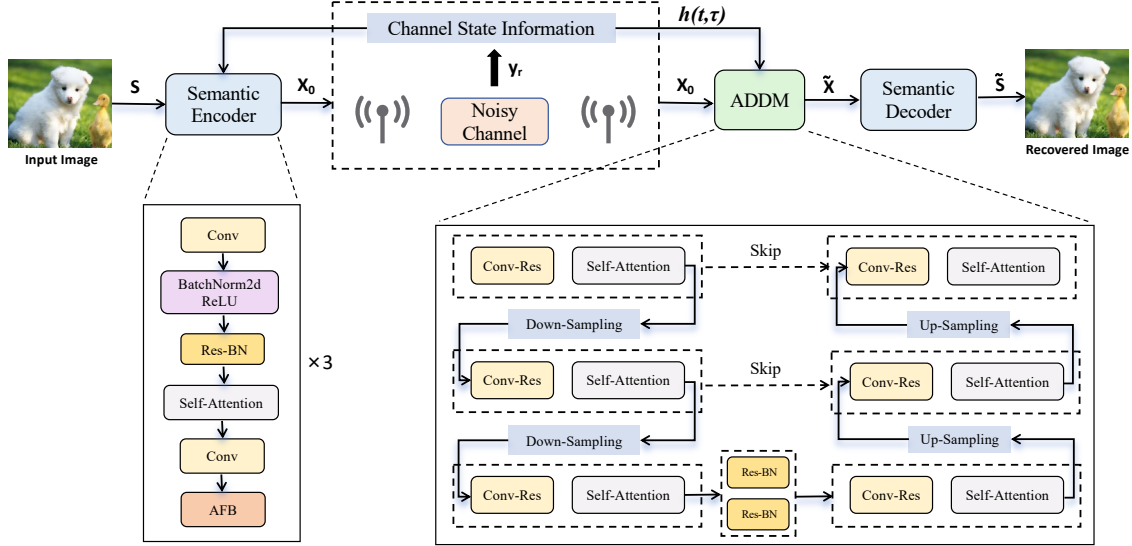 Channel State Information
h(t,τ)
S
Semantic
Encoder
X₀
yᵣ
Noisy
Channel
X₀
ADDM
X̃
Semantic
Decoder
S̃
Input Image
Recovered Image
Conv
BatchNorm2d
ReLU
Res-BN
Self-Attention
Conv
AFB
×3
Conv-Res
Self-Attention
Skip
Conv-Res
Self-Attention
Down-Sampling
Up-Sampling
Conv-Res
Self-Attention
Skip
Conv-Res
Self-Attention
Down-Sampling
Up-Sampling
Conv-Res
Self-Attention
Res-BN
Res-BN
Conv-Res
Self-Attention